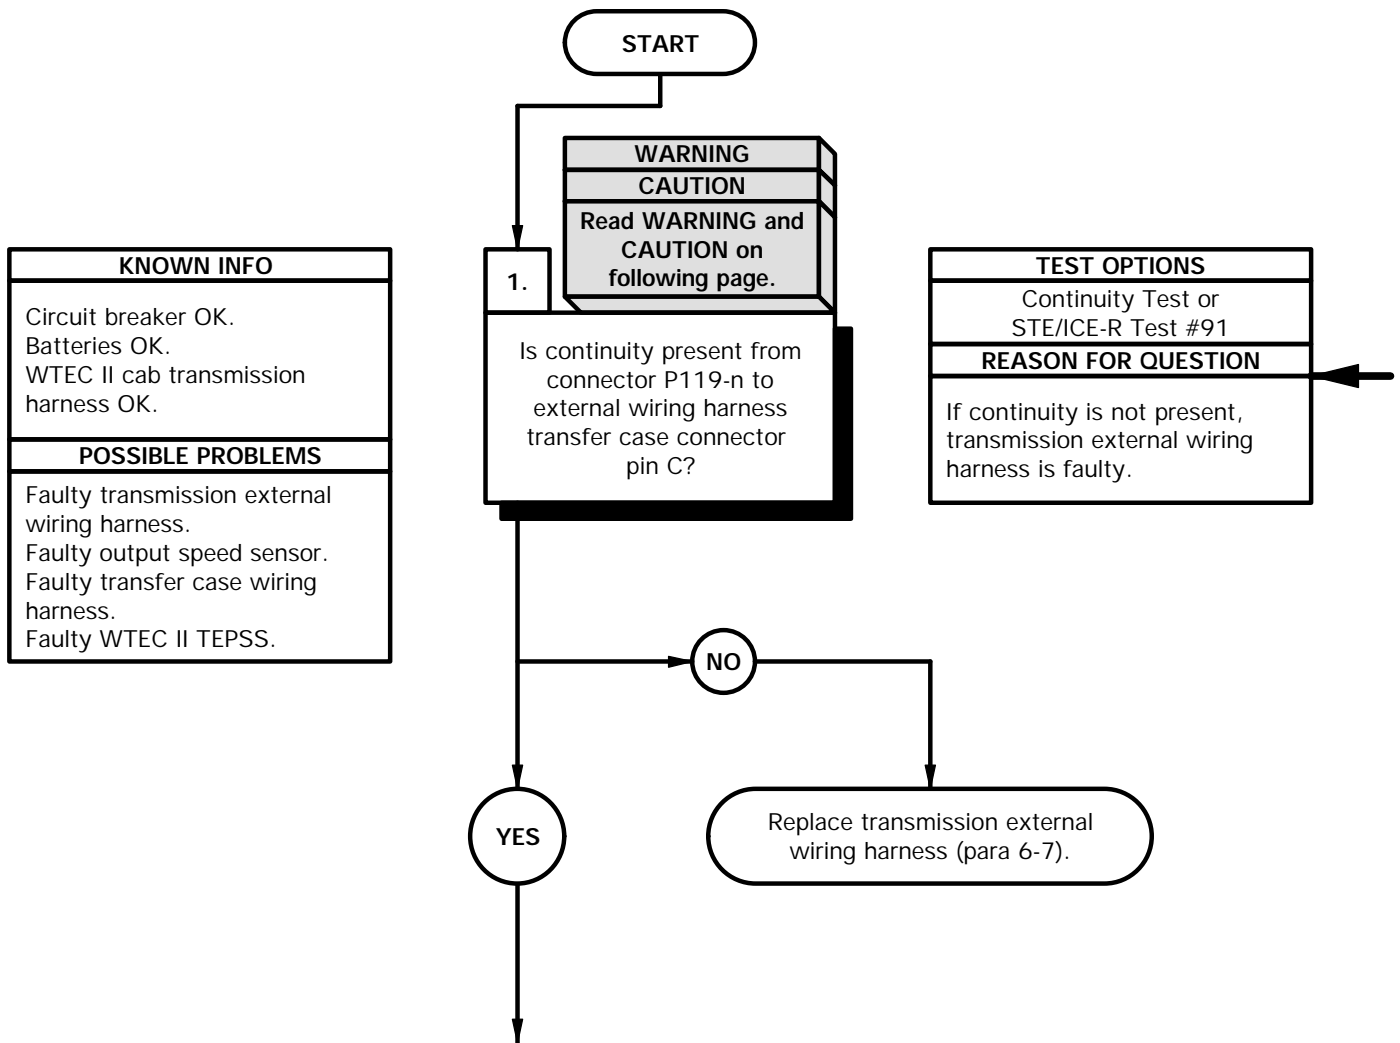 START
WARNING
CAUTION
Read WARNING and
CAUTION on
following page.
KNOWN INFO
Circuit breaker OK.
Batteries OK.
WTEC II cab transmission
harness OK.
POSSIBLE PROBLEMS
Faulty transmission external
wiring harness.
Faulty output speed sensor.
Faulty transfer case wiring
harness.
Faulty WTEC II TEPSS.
1.
Is continuity present from
connector P119-n to
external wiring harness
transfer case connector
pin C?
TEST OPTIONS
Continuity Test or
STE/ICE-R Test #91
REASON FOR QUESTION
If continuity is not present,
transmission external wiring
harness is faulty.
NO
YES
Replace transmission external
wiring harness (para 6-7).